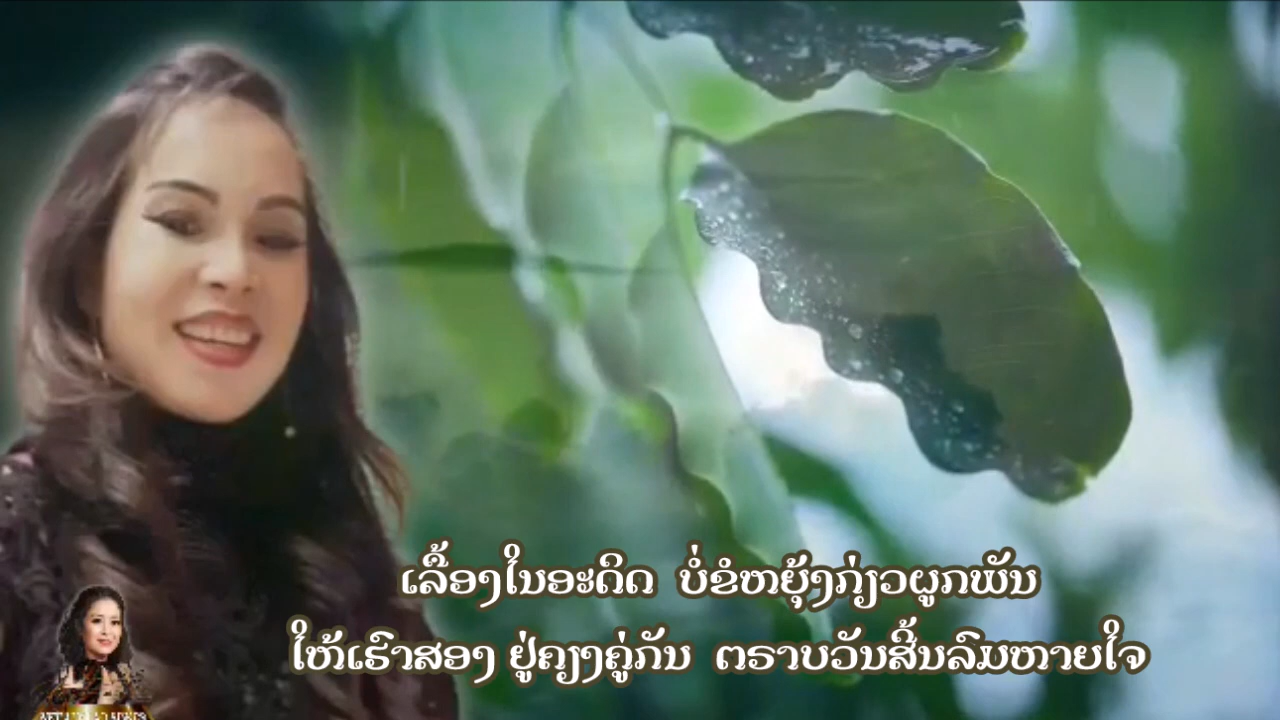 ເລື້ອງໃນອະດິດ ບໍ່ຂໍຫຍຸ້ງກ່ຽວຜູກພັນ
ໃຫ້ເຮົາສອງ ຢູ່ຄຽງຄູ່ກັນ ຕຣາບວັນສິ້ນລົມຫາຍໃຈ